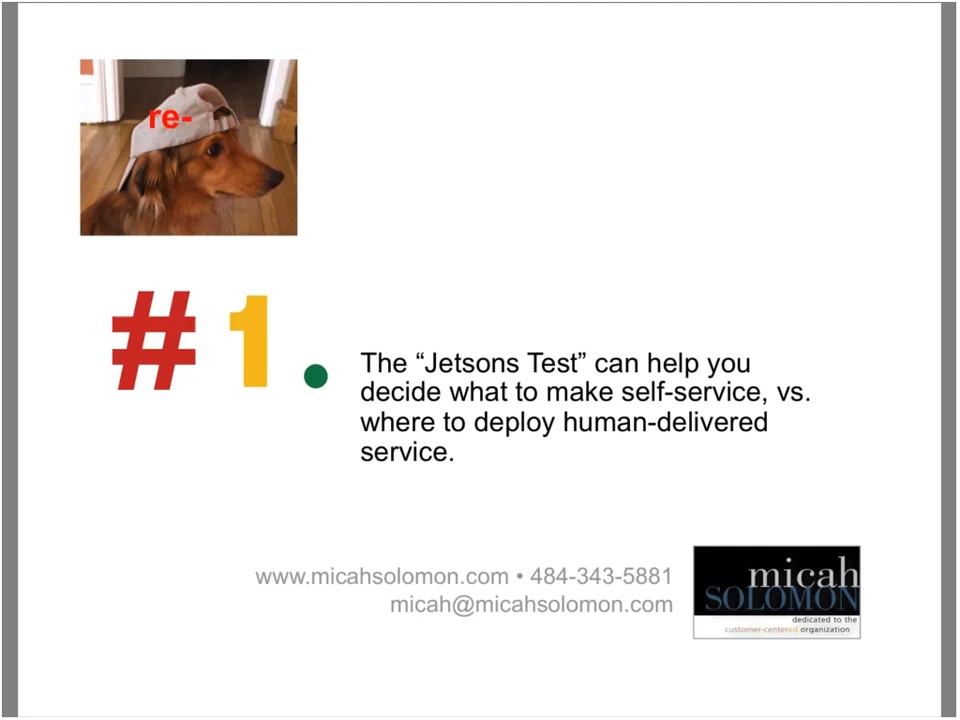 re-
#1.
The “Jetsons Test” can help you
decide what to make self-service, vs.
where to deploy human-delivered
service.
www.micahsolomon.com • 484-343-5881
micah@micahsolomon.com
micah
SOLOMON
dedicated to the
customer-centered organization